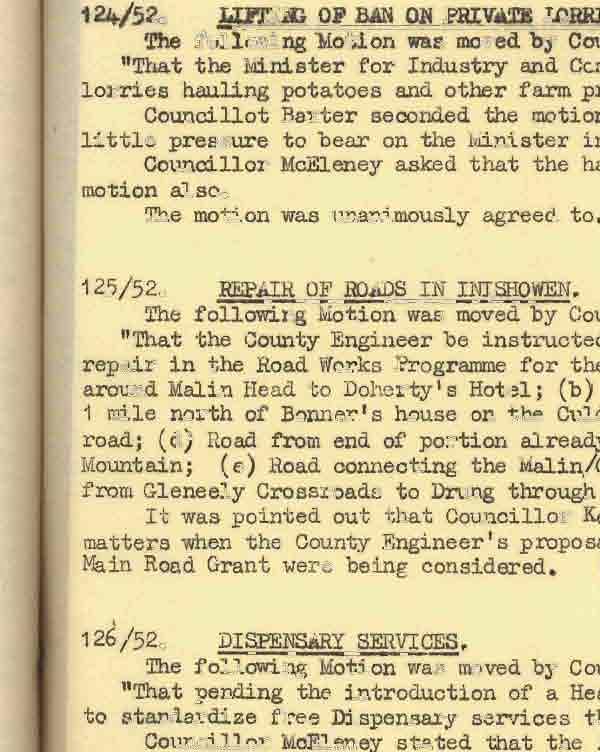 124/52. LIFTING OF BAN ON PRIVATE LORRI
The following Motion was moved by Cou
"That the Minister for Industry and Com
lorries hauling potatoes and other farm pr
Councillot Baxter seconded the motion
little pressure to bear on the Minister in
Councillor McEleney asked that the ha
motion also.
The motion was unanimously agreed to.
125/52. REPAIR OF ROADS IN INISHOWEN.
The following Motion was moved by Cou
"That the County Engineer be instructed
repair in the Road Works Programme for the
around Malin Head to Doherty's Hotel; (b)
1 mile north of Bonner's house on the Culd
road; (d) Road from end of portion already
Mountain; (e) Road connecting the Malin/C
from Gleneely Crossroads to Drung through
It was pointed out that Councillor Ke
matters when the County Engineer's proposa
Main Road Grant were being considered.
126/52. DISPENSARY SERVICES.
The following Motion was moved by Cou
"That pending the introduction of a Hea
to standardize free Dispensary services th
Councillor McEleney stated that the